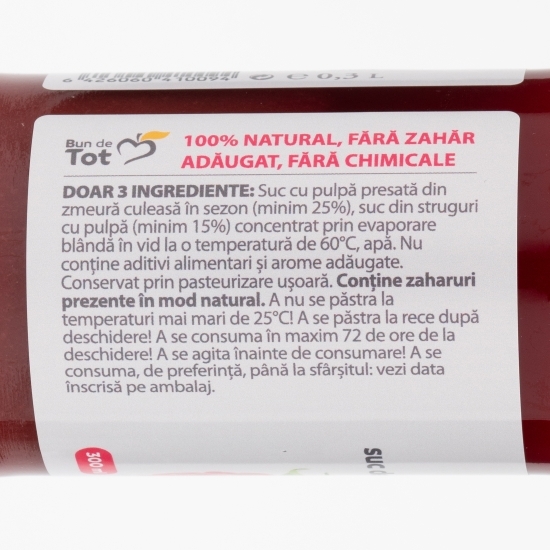 6 426060 410094 ℮ 0,3 L
Bun de
Tot
100% NATURAL, FĂRĂ ZAHĂR
ADĂUGAT, FĂRĂ CHIMICALE
DOAR 3 INGREDIENTE: Suc cu pulpă presată din
zmeură culeasă în sezon (minim 25%), suc din struguri
cu pulpă (minim 15%) concentrat prin evaporare
blândă în vid la o temperatură de 60°C, apă. Nu
conține aditivi alimentari și arome adăugate.
Conservat prin pasteurizare ușoară. Conține zaharuri
prezente în mod natural. A nu se păstra la
temperaturi mai mari de 25°C! A se păstra la rece după
deschidere! A se consuma în maxim 72 de ore de la
deschidere! A se agita înainte de consumare! A se
consuma, de preferință, până la sfârșitul: vezi data
înscrisă pe ambalaj.
300
suc